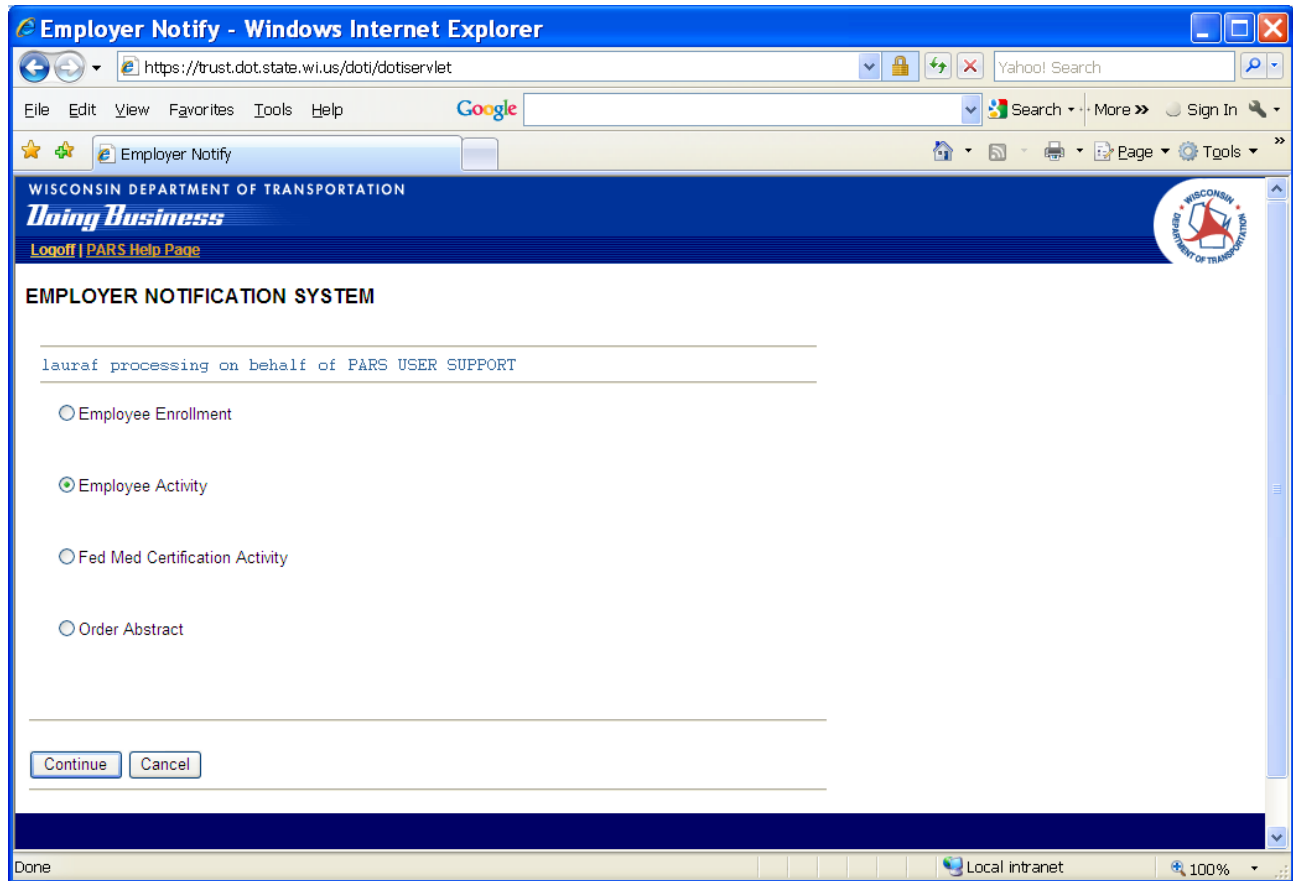 Employer Notify - Windows Internet Explorer
https://trust.dot.state.wi.us/doti/dotiservlet
Yahoo! Search
File Edit View Favorites Tools Help
Google
Search
More »
Sign In
Employer Notify
Page
Tools
»
WISCONSIN DEPARTMENT OF TRANSPORTATION
Doing Business
Logoff | PARS Help Page
WISCONSIN
DEPARTMENT OF TRANSPORTATION
EMPLOYER NOTIFICATION SYSTEM
lauraf processing on behalf of PARS USER SUPPORT
Employee Enrollment
Employee Activity
Fed Med Certification Activity
Order Abstract
Continue Cancel
Done
Local intranet
100%